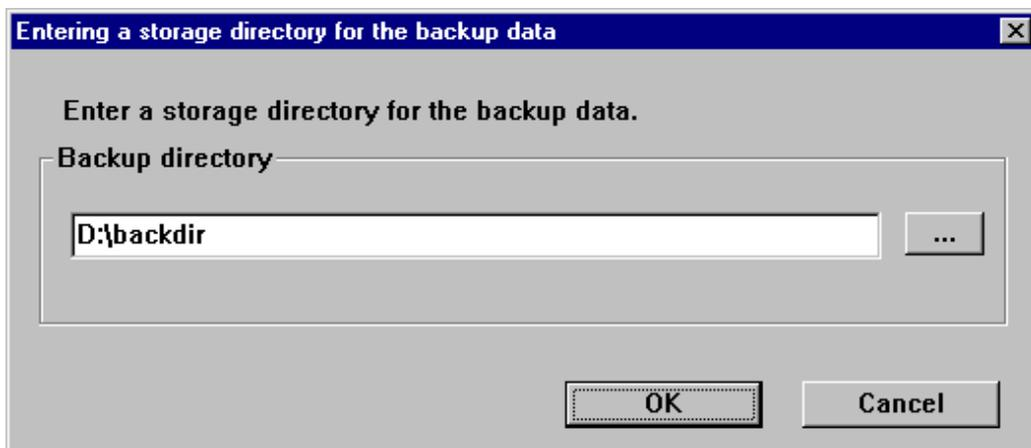 Entering a storage directory for the backup data
Enter a storage directory for the backup data.
Backup directory
D:\backdir
...
OK
Cancel